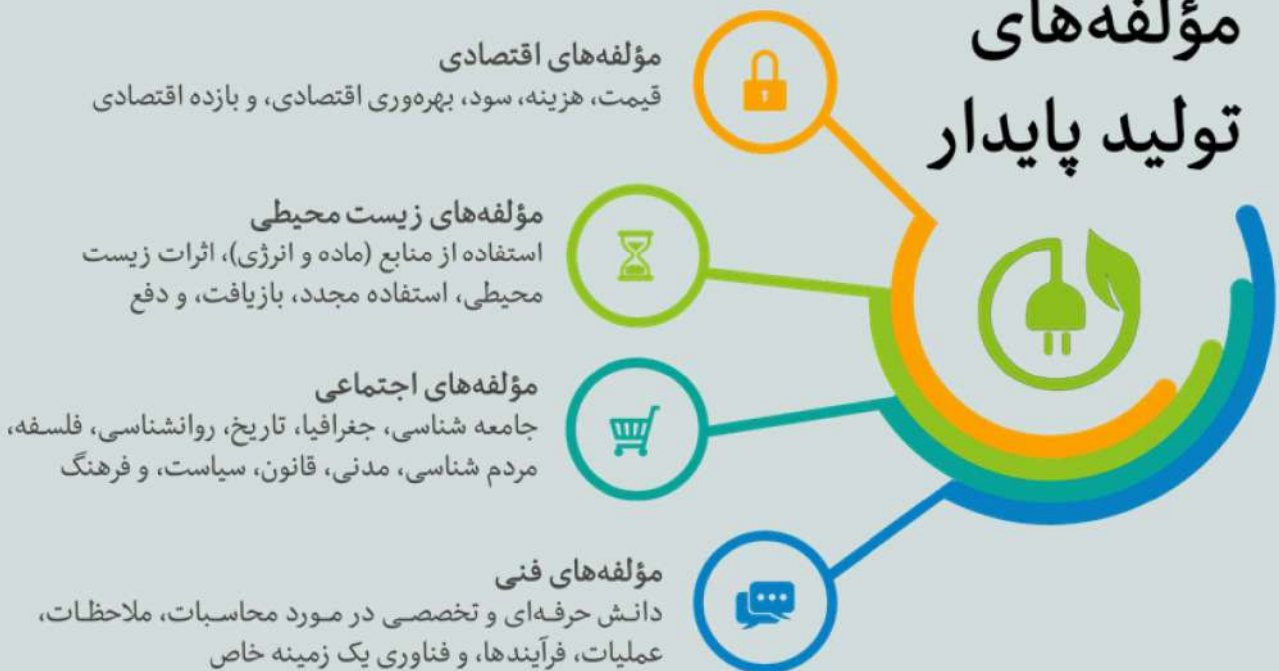 مؤلفه‌های
تولید پایدار
مؤلفه‌های اقتصادی
قیمت، هزینه، سود، بهره‌وری اقتصادی، و بازده اقتصادی
مؤلفه‌های زیست محیطی
استفاده از منابع (ماده و انرژی)، اثرات زیست
محیطی، استفاده مجدد، بازیافت، و دفع
مؤلفه‌های اجتماعی
جامعه شناسی، جغرافیا، تاریخ، روانشناسی، فلسفه،
مردم شناسی، مدنی، قانون، سیاست، و فرهنگ
مؤلفه‌های فنی
دانش حرفه‌ای و تخصصی در مورد محاسبات، ملاحظات،
عملیات، فرآیندها، و فناوری یک زمینه خاص